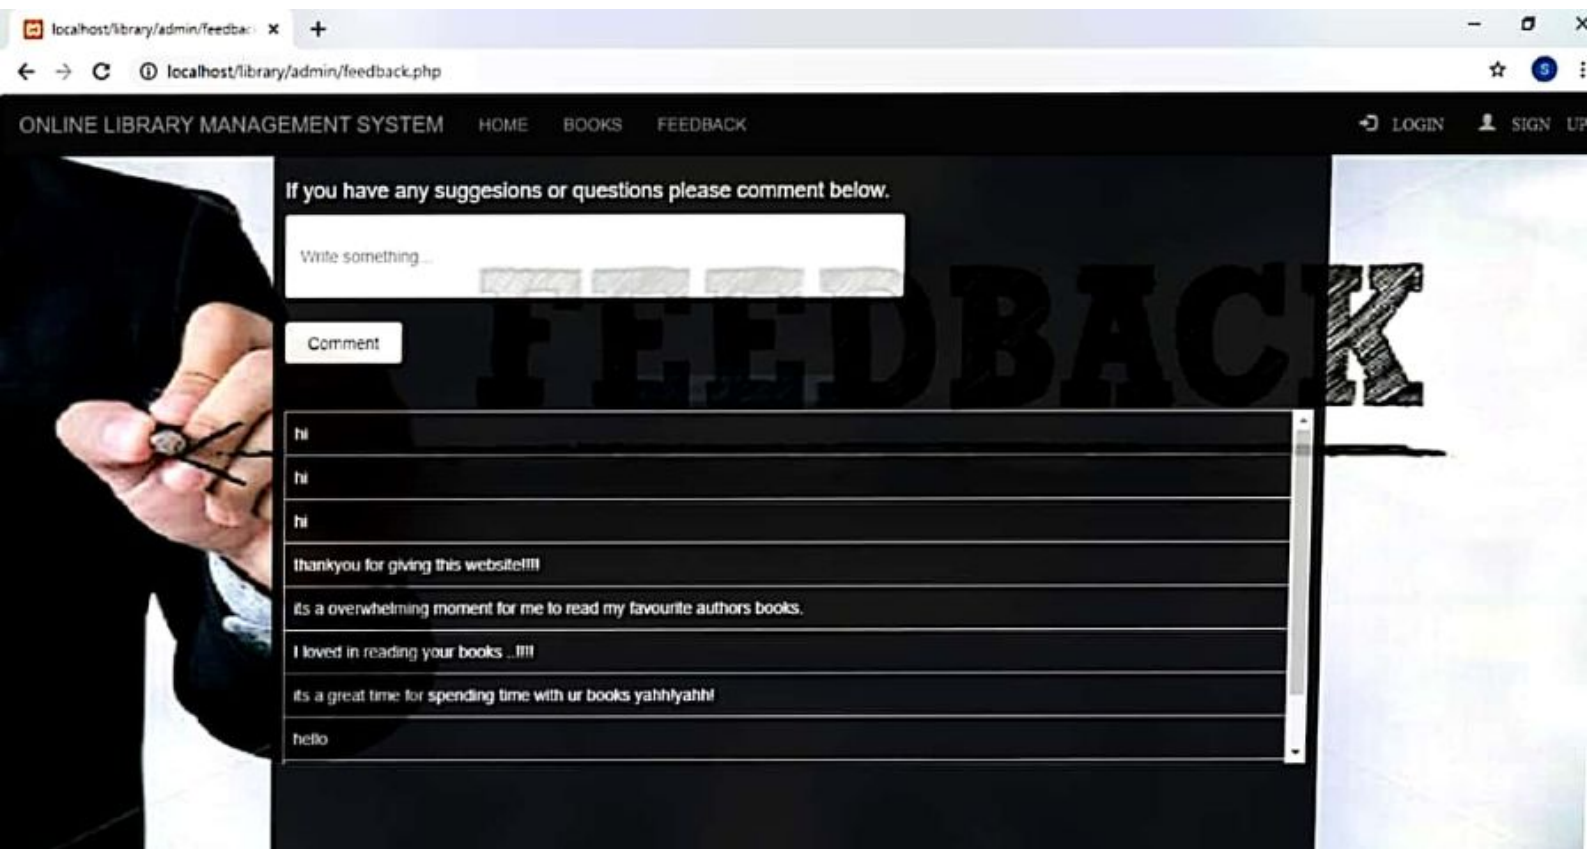 localhost/library/admin/feedbac
localhost/library/admin/feedback.php
S
ONLINE LIBRARY MANAGEMENT SYSTEM HOME BOOKS FEEDBACK LOGIN SIGN UP
If you have any suggesions or questions please comment below.
Write something...
FEEDBACK
Comment
hi
hi
hi
thankyou for giving this website!!!!
its a overwhelming moment for me to read my favourite authors books.
I loved in reading your books ..!!!!
its a great time for spending time with ur books yahh!yahh!
hello